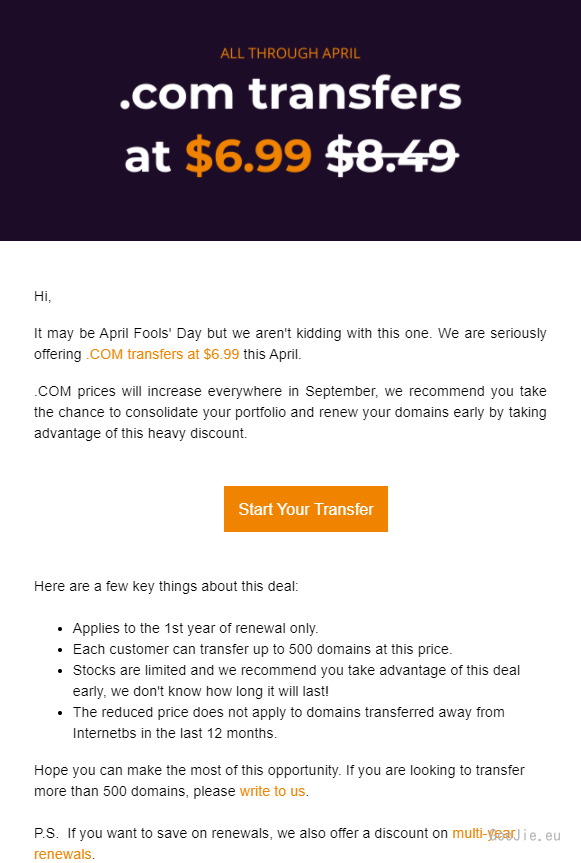 ALL THROUGH APRIL
.com transfers
at $6.99 $8.49
Hi,
It may be April Fools' Day but we aren't kidding with this one. We are seriously
offering .COM transfers at $6.99 this April.
.COM prices will increase everywhere in September, we recommend you take
the chance to consolidate your portfolio and renew your domains early by taking
advantage of this heavy discount.
Start Your Transfer
Here are a few key things about this deal:
• Applies to the 1st year of renewal only.
• Each customer can transfer up to 500 domains at this price.
• Stocks are limited and we recommend you take advantage of this deal
early, we don't know how long it will last!
• The reduced price does not apply to domains transferred away from
Internetbs in the last 12 months.
Hope you can make the most of this opportunity. If you are looking to transfer
more than 500 domains, please write to us.
P.S. If you want to save on renewals, we also offer a discount on multi-year
renewals.